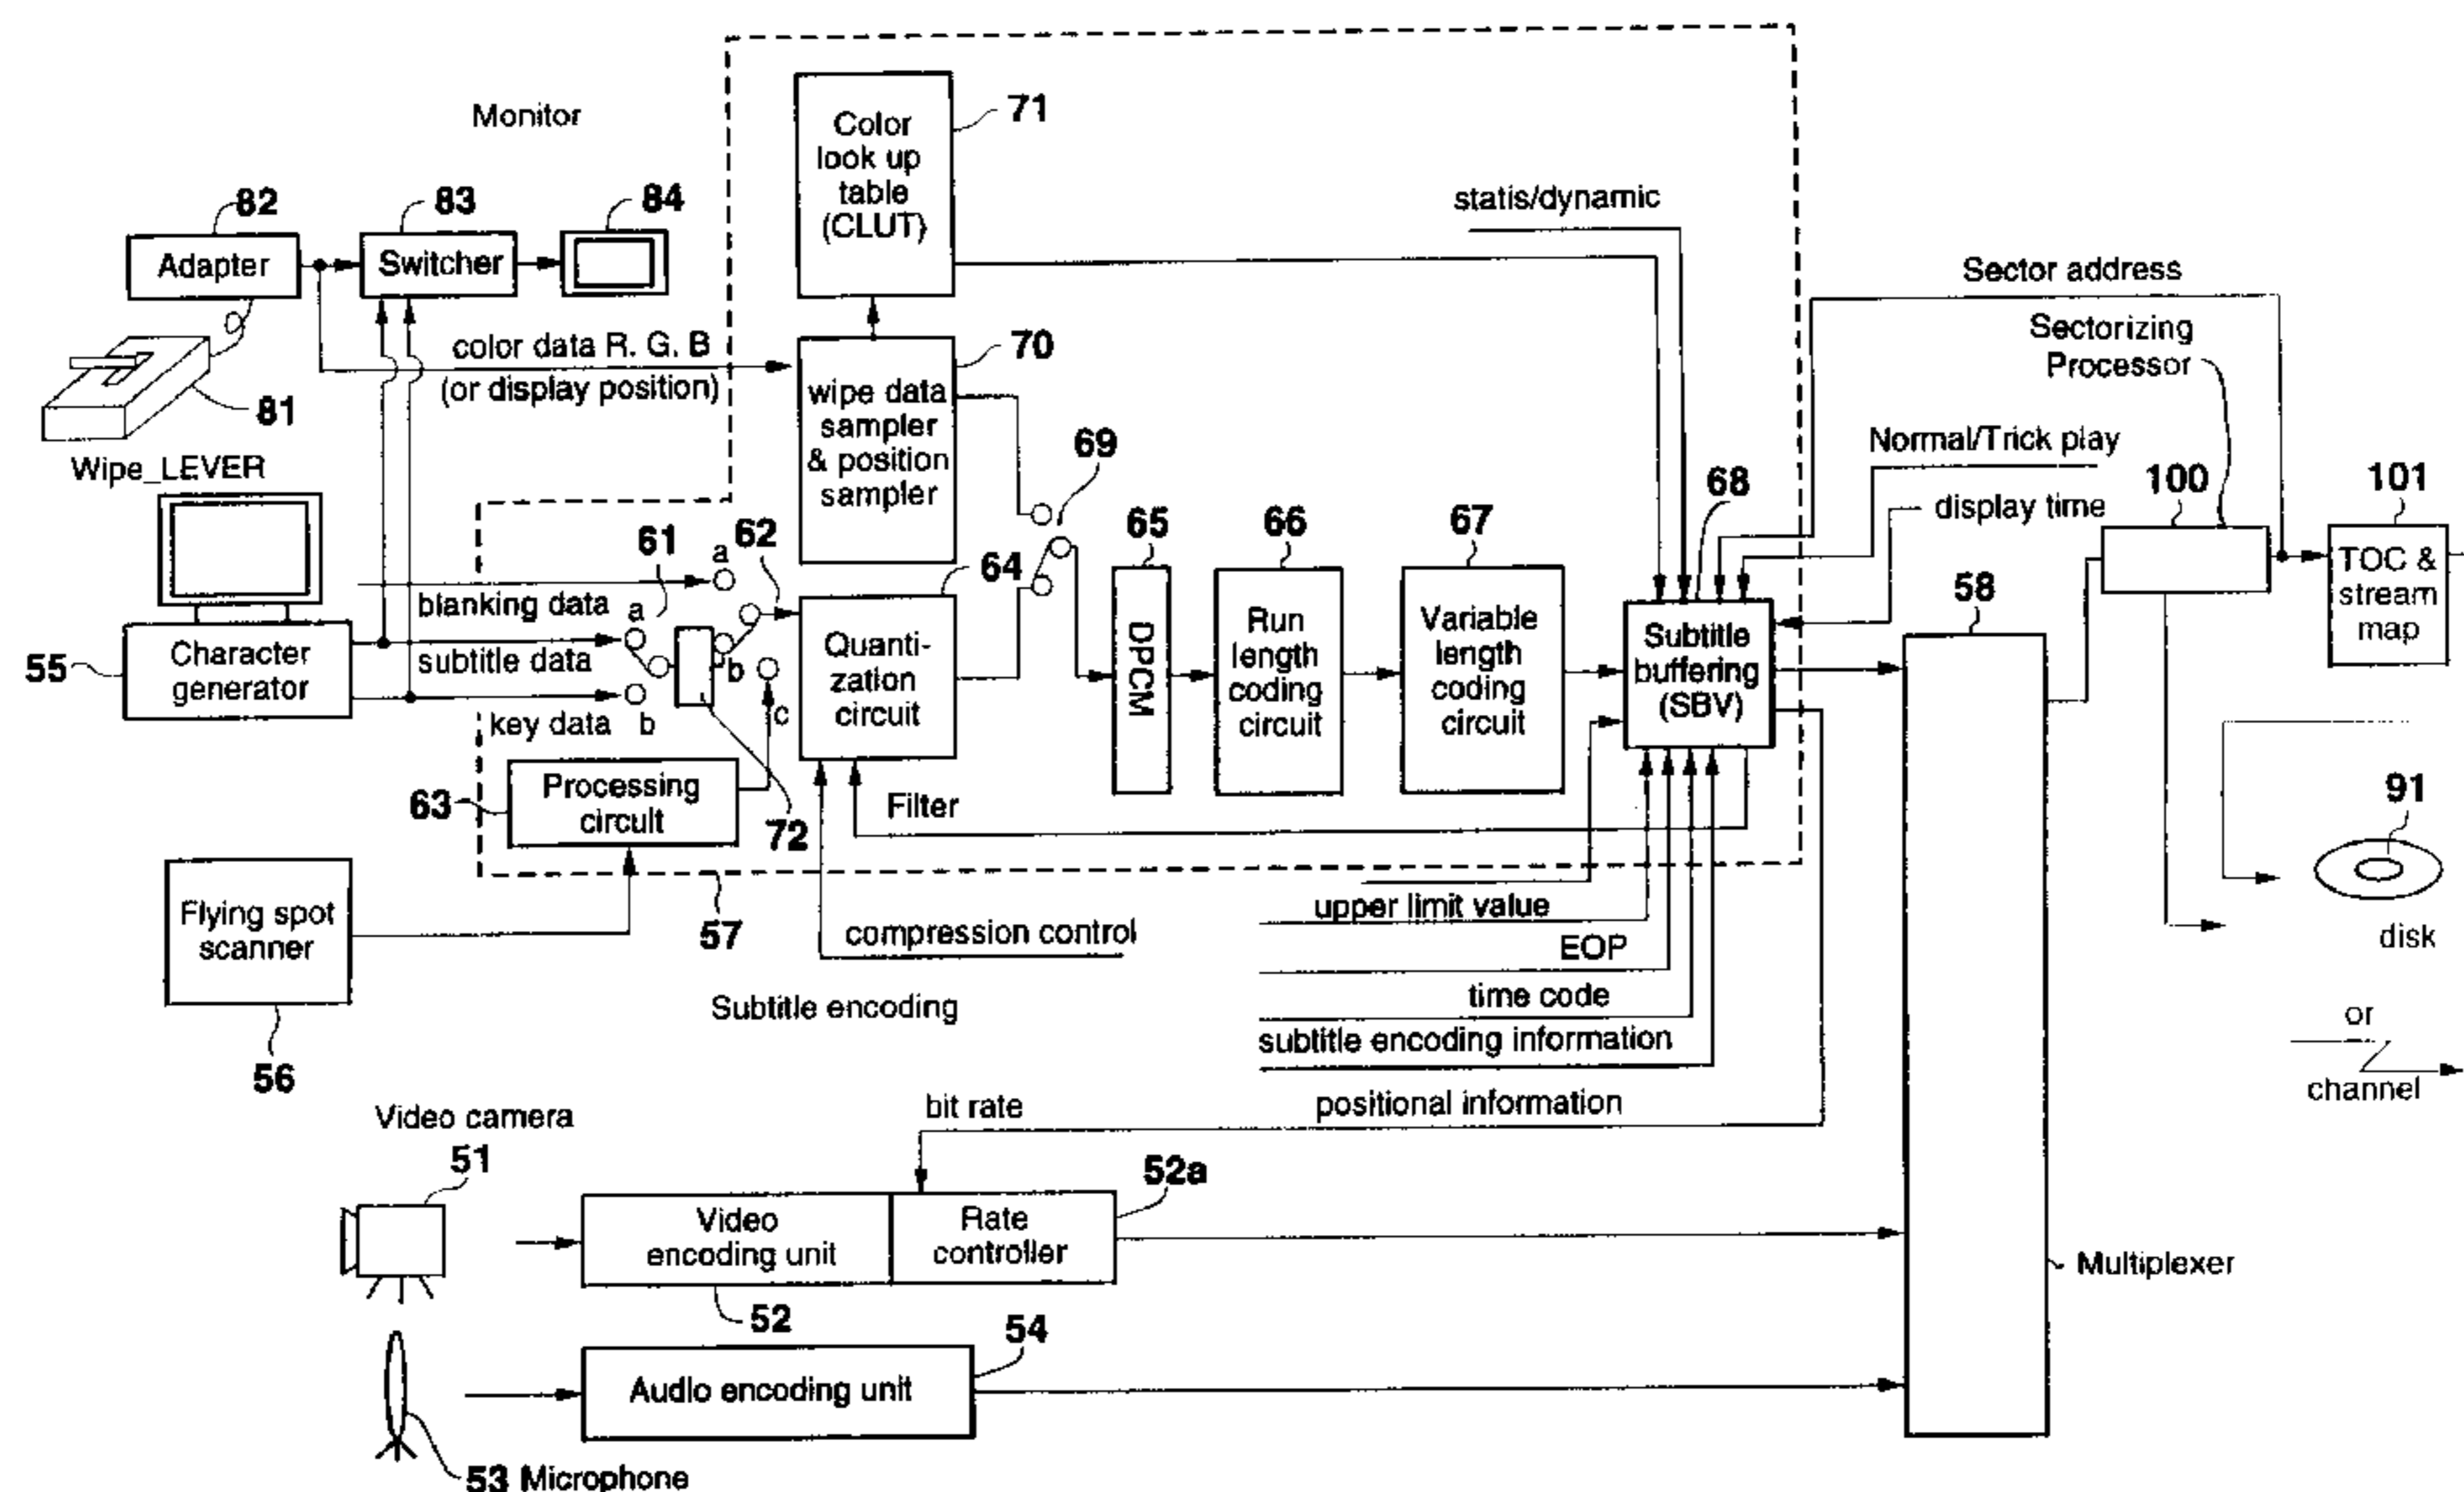 Monitor
Color
look up
table
(CLUT)
71
82
83
84
Adapter
Switcher
statis/dynamic
Sector address
Sectorizing
Processor
color data R. G. B
(or display position)
70
wipe data
sampler
& position
sampler
81
Wipe_LEVER
69
Normal/Trick play
display time
100
101
TOC &
stream
map
61
62
a
blanking data
a
subtitle data
b
key data
b
c
72
55
Character
generator
64
Quanti-
zation
circuit
65
DPCM
66
Run
length
coding
circuit
67
Variable
length
coding
circuit
68
Subtitle
buffering
(SBV)
58
63
Processing
circuit
Filter
91
disk
Flying spot
scanner
56
57
compression control
upper limit value
EOP
time code
subtitle encoding information
Subtitle encoding
or
channel
bit rate
positional information
Video camera
51
52a
Video
encoding unit
Rate
controller
52
Multiplexer
54
Audio encoding unit
53 Microphone